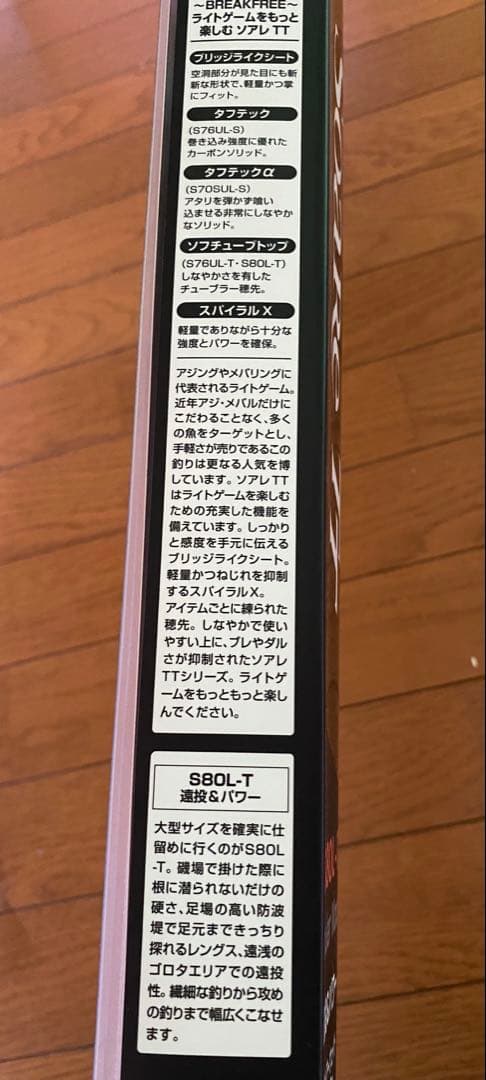 ～BREAKFREE～
ライトゲームをもっと
楽しむ ソアレ TT
ブリッジライクシート
空洞部分が見た目にも斬
新な形状で、軽量かつ掌
にフィット。
タフテック
(S76UL-S)
巻き込み強度に優れた
カーボンソリッド。
タフテックα
(S70SUL-S)
アタリを弾かず喰い
込ませる非常にしなやか
なソリッド。
ソフチューブトップ
(S76UL-T・S80L-T)
しなやかさを有した
チューブラー穂先。
スパイラル X
軽量でありながら十分な
強度とパワーを確保。
アジングやメバリングに
代表されるライトゲーム。
近年アジ・メバルだけに
こだわることなく、多く
の魚をターゲットとし、
手軽さが売りであるこの
釣りは更なる人気を博
しています。ソアレTT
はライトゲームを楽しむ
ための充実した機能を
備えています。しっかり
と感度を手元に伝える
ブリッジライクシート。
軽量かつねじれを抑制
するスパイラルX。
アイテムごとに練られた
穂先。しなやかで使い
やすい上に、ブレやダル
さが抑制されたソアレ
TTシリーズ。ライトゲ
ームをもっともっと楽し
んでください。
S80L-T
遠投＆パワー
大型サイズを確実に仕
留めに行くのがS80L
-T。磯場で掛けた際に
根に潜られないだけの
硬さ、足場の高い防波
堤で足元まできっちり
探れるレングス、遠浅の
ゴロタエリアでの遠投
性。繊細な釣りから攻め
の釣りまで幅広くこなせ
ます。